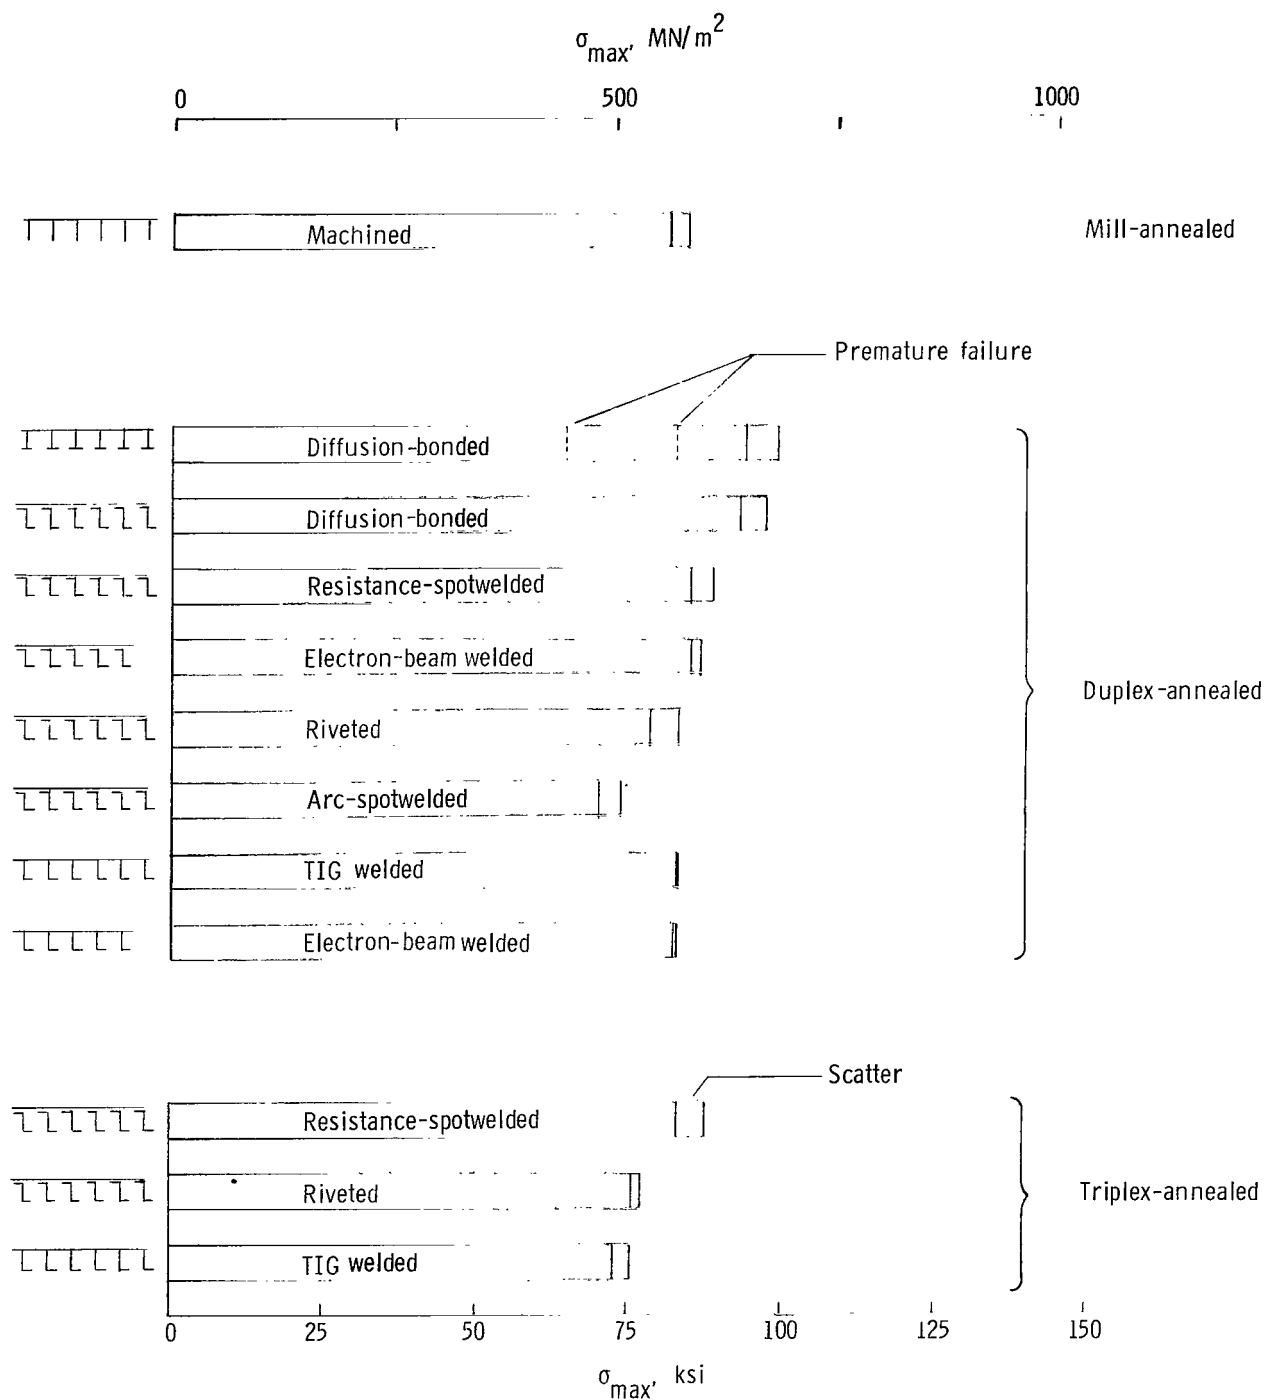 σmax, MN/m²
0 500 1000
Machined Mill-annealed
Premature failure
Diffusion-bonded
Diffusion-bonded
Resistance-spotwelded
Electron-beam welded
Duplex-annealed
Riveted
Arc-spotwelded
TIG welded
Electron-beam welded
Scatter
Resistance-spotwelded
Riveted Triplex-annealed
TIG welded
0 25 50 75 100 125 150
σmax, ksi